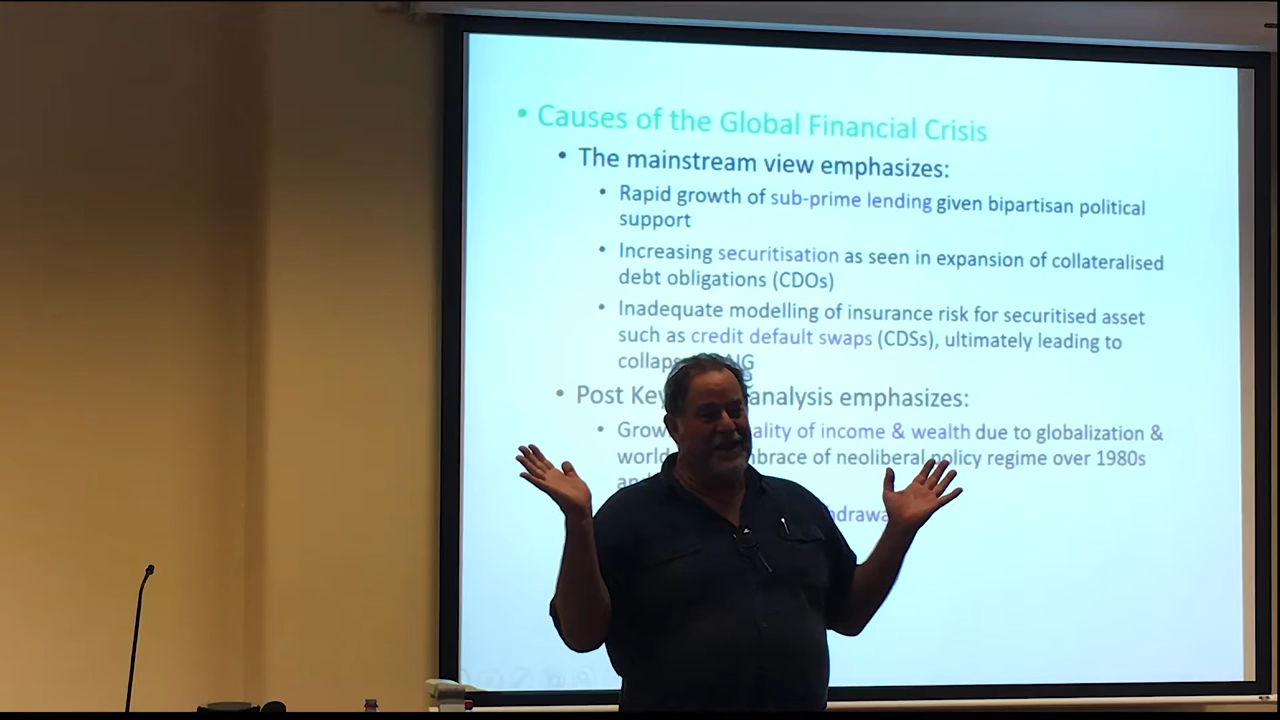 • Causes of the Global Financial Crisis
• The mainstream view emphasizes:
• Rapid growth of sub-prime lending given bipartisan political
support
• Increasing securitisation as seen in expansion of collateralised
debt obligations (CDOs)
• Inadequate modelling of insurance risk for securitised asset
such as credit default swaps (CDSs), ultimately leading to
AIG
• Post analysis emphasizes:
• of income & wealth due to globalization &
world of neoliberal policy regime over 1980s